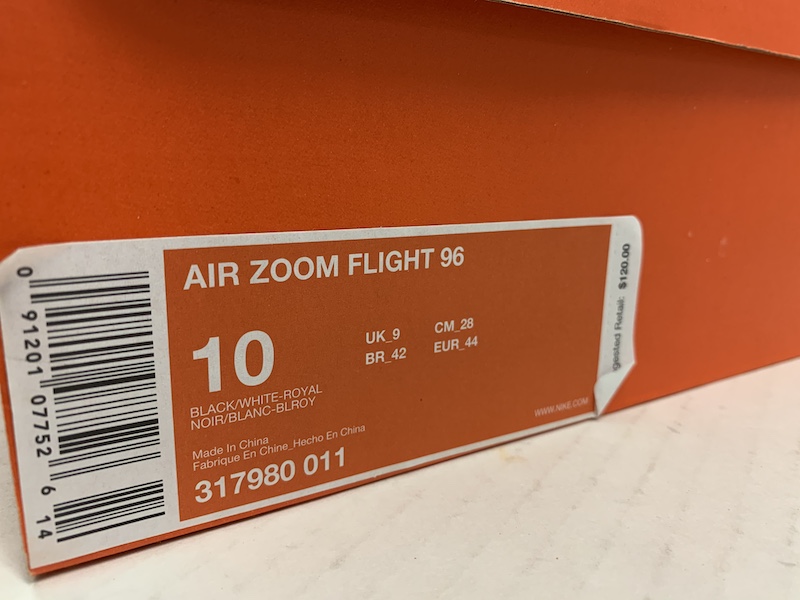 AIR ZOOM FLIGHT 96
10
UK_9 CM_28
BR_42 EUR_44
BLACK/WHITE-ROYAL
NOIR/BLANC-BLROY
Made In China
Fabrique En Chine_Hecho En China
317980 011
WWW.NIKE.COM
0 91201 07752 6 14
Retail: $120.00